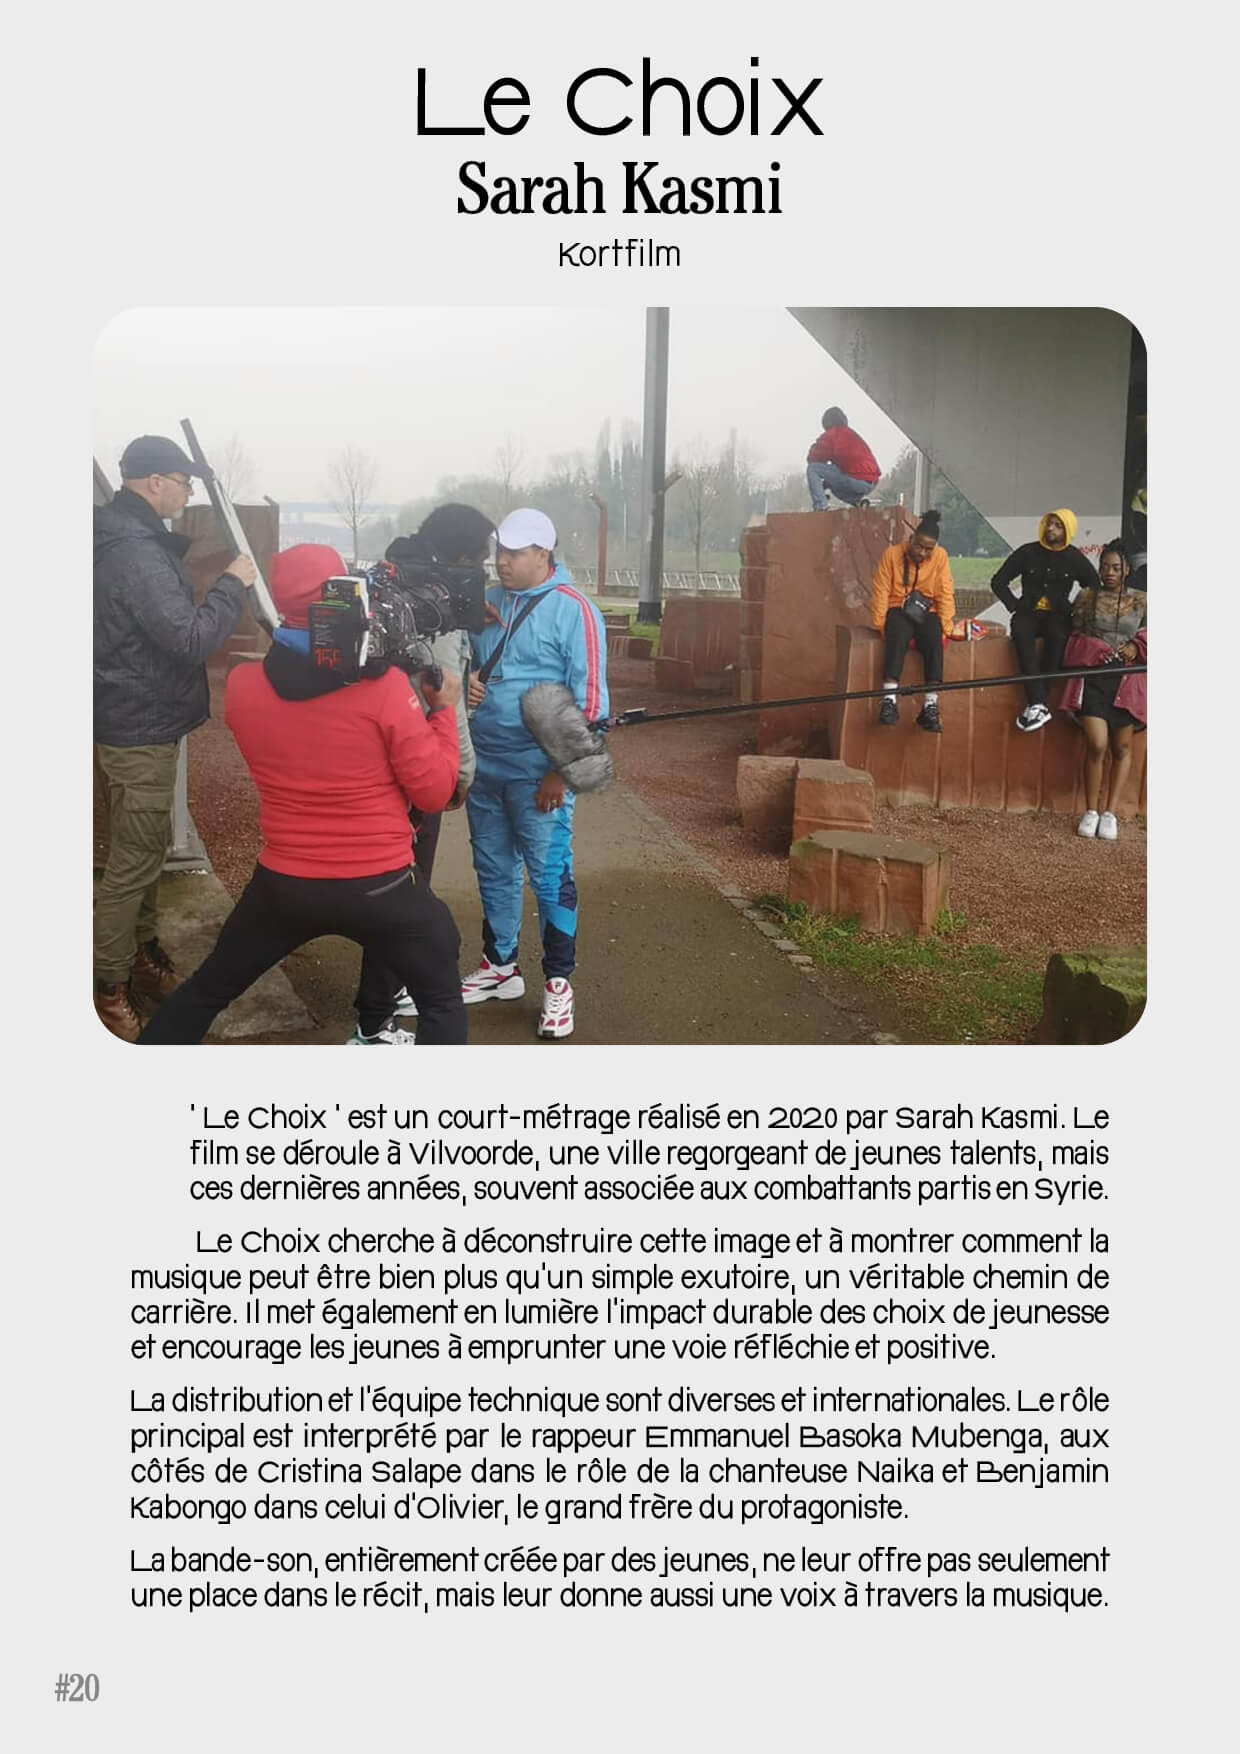 Le Choix
Sarah Kasmi
Kortfilm
' Le Choix ' est un court-métrage réalisé en 2020 par Sarah Kasmi. Le
film se déroule à Vilvoorde, une ville regorgeant de jeunes talents, mais
ces dernières années, souvent associée aux combattants partis en Syrie.
Le Choix cherche à déconstruire cette image et à montrer comment la
musique peut être bien plus qu'un simple exutoire, un véritable chemin de
carrière. Il met également en lumière l'impact durable des choix de jeunesse
et encourage les jeunes à emprunter une voie réfléchie et positive.
La distribution et l'équipe technique sont diverses et internationales. Le rôle
principal est interprété par le rappeur Emmanuel Basoka Mubenga, aux
côtés de Cristina Salape dans le rôle de la chanteuse Naika et Benjamin
Kabongo dans celui d'Olivier, le grand frère du protagoniste.
La bande-son, entièrement créée par des jeunes, ne leur offre pas seulement
une place dans le récit, mais leur donne aussi une voix à travers la musique.
#20